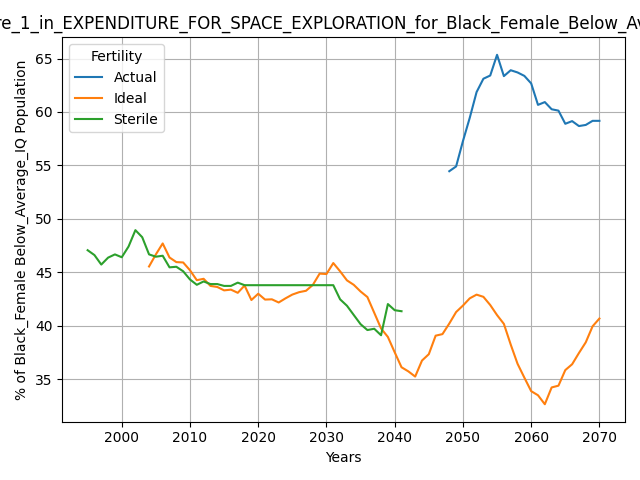 re_1_in_EXPENDITURE_FOR_SPACE_EXPLORATION_for_Black_Female_Below_Av
Fertility
Actual
Ideal
Sterile
% of Black_Female Below_Average_IQ Population
65
60
55
50
45
40
35
2000
2010
2020
2030
2040
2050
2060
2070
Years